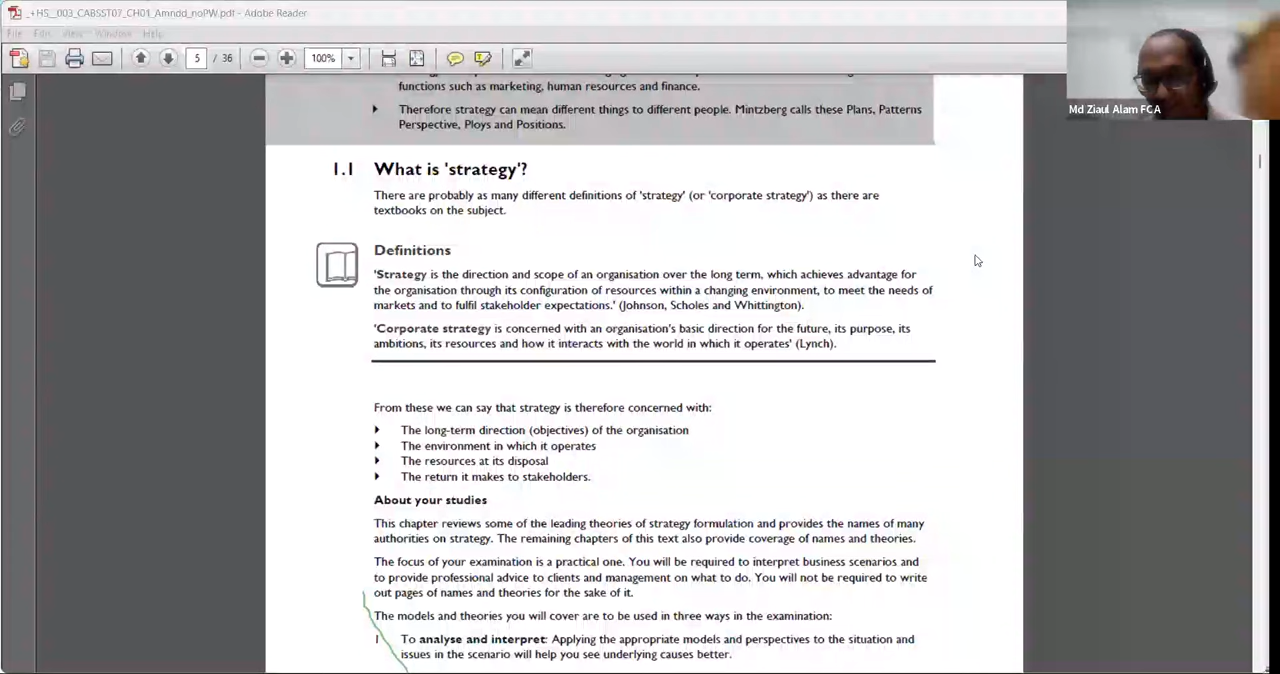 _+HS_003_CABSST07_CH01_Amndd_noPW.pdf - Adobe Reader
File Edit View Window Help
5 / 36 100%
Md Ziaul Alam FCA
functions such as marketing, human resources and finance.
Therefore strategy can mean different things to different people. Mintzberg calls these Plans, Patterns
Perspective, Ploys and Positions.
1.1 What is 'strategy'?
There are probably as many different definitions of 'strategy' (or 'corporate strategy') as there are
textbooks on the subject.
Definitions
'Strategy is the direction and scope of an organisation over the long term, which achieves advantage for
the organisation through its configuration of resources within a changing environment, to meet the needs of
markets and to fulfil stakeholder expectations.' (Johnson, Scholes and Whittington).
'Corporate strategy is concerned with an organisation's basic direction for the future, its purpose, its
ambitions, its resources and how it interacts with the world in which it operates' (Lynch).
From these we can say that strategy is therefore concerned with:
The long-term direction (objectives) of the organisation
The environment in which it operates
The resources at its disposal
The return it makes to stakeholders.
About your studies
This chapter reviews some of the leading theories of strategy formulation and provides the names of many
authorities on strategy. The remaining chapters of this text also provide coverage of names and theories.
The focus of your examination is a practical one. You will be required to interpret business scenarios and
to provide professional advice to clients and management on what to do. You will not be required to write
out pages of names and theories for the sake of it.
The models and theories you will cover are to be used in three ways in the examination:
1 To analyse and interpret: Applying the appropriate models and perspectives to the situation and
issues in the scenario will help you see underlying causes better.